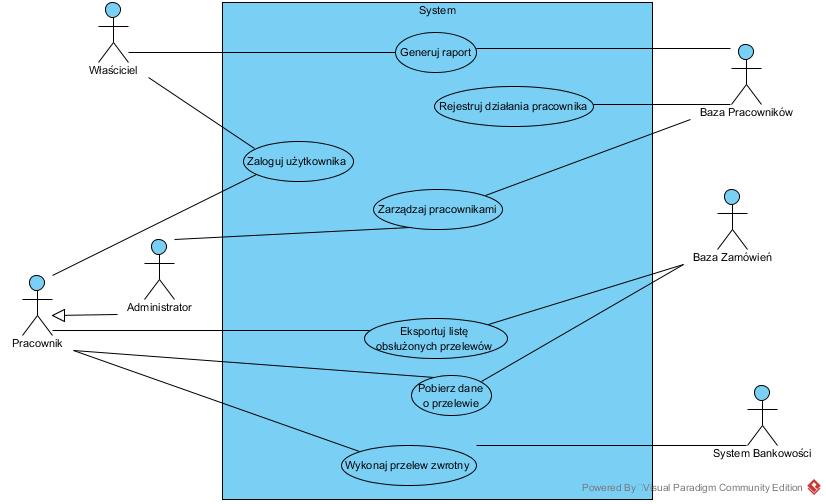 System
Właściciel
Generuj raport
Baza Pracowników
Rejestruj działania pracownika
Zaloguj użytkownika
Zarządzaj pracownikami
Baza Zamówień
Administrator
Pracownik
Eksportuj listę
obsłużonych przelewów
Pobierz dane
o przelewie
System Bankowości
Wykonaj przelew zwrotny
Powered By Visual Paradigm Community Edition